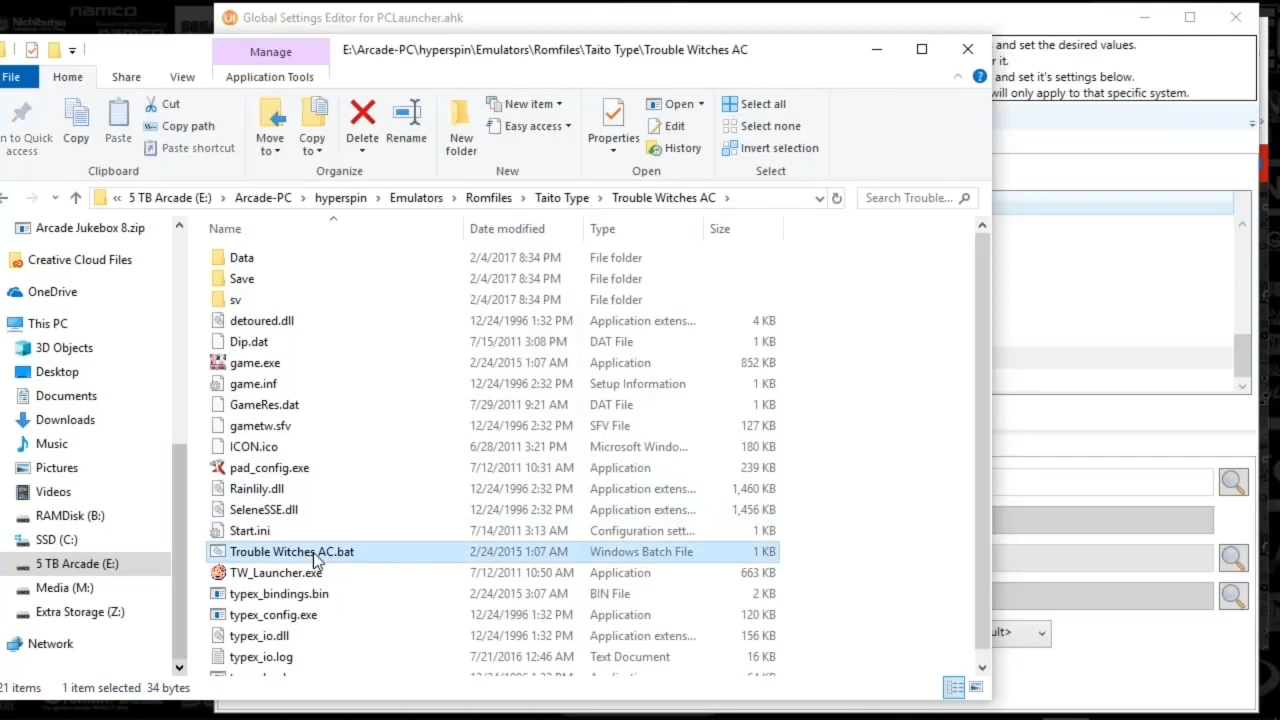 Nichibutsu
namco
Global Settings Editor for PCLauncher.ahk
Manage
E:\Arcade-PC\hyperspin\Emulators\Romfiles\Taito Type\Trouble Witches AC
and set the desired values.
r it.
and set it's settings below.
will only apply to that specific system.
File
Home
Share
View
Application Tools
n to Quick access
Copy
Paste
Cut
Copy path
Paste shortcut
Move to
Copy to
Delete
Rename
New folder
New item
Easy access
Properties
Open
Edit
History
Select all
Select none
Invert selection
Clipboard
Organize
New
Open
Select
« 5 TB Arcade (E:) > Arcade-PC > hyperspin > Emulators > Romfiles > Taito Type > Trouble Witches AC >
Search Trouble...
Arcade Jukebox 8.zip
Creative Cloud Files
OneDrive
This PC
3D Objects
Desktop
Documents
Downloads
Music
Pictures
Videos
RAMDisk (B:)
SSD (C:)
5 TB Arcade (E:)
Media (M:)
Extra Storage (Z:)
Network
Name Date modified Type Size
Data 2/4/2017 8:34 PM File folder
Save 2/4/2017 8:34 PM File folder
sv 2/4/2017 8:34 PM File folder
detoured.dll 12/24/1996 1:32 PM Application extens... 4 KB
Dip.dat 7/15/2011 3:08 PM DAT File 1 KB
game.exe 2/24/2015 1:07 AM Application 852 KB
game.inf 12/24/1996 2:32 PM Setup Information 1 KB
GameRes.dat 7/29/2011 9:21 AM DAT File 1 KB
gametw.sfv 12/24/1996 2:32 PM SFV File 127 KB
ICON.ico 6/28/2011 3:21 PM Microsoft Windo... 180 KB
pad_config.exe 7/12/2011 10:31 AM Application 239 KB
Rainlily.dll 12/24/1996 2:32 PM Application extens... 1,460 KB
SeleneSSE.dll 12/24/1996 2:32 PM Application extens... 1,456 KB
Start.ini 7/14/2011 3:13 AM Configuration sett... 1 KB
Trouble Witches AC.bat 2/24/2015 1:07 AM Windows Batch File 1 KB
TW_Launcher.exe 7/12/2011 10:50 AM Application 663 KB
typex_bindings.bin 2/24/2015 3:07 AM BIN File 2 KB
typex_config.exe 12/24/1996 1:32 PM Application 120 KB
typex_io.dll 12/24/1996 1:32 PM Application extens... 156 KB
typex_io.log 7/21/2016 12:46 AM Text Document 16 KB
ult>
21 items 1 item selected 34 bytes